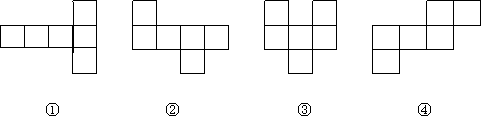 ① ② ③ ④